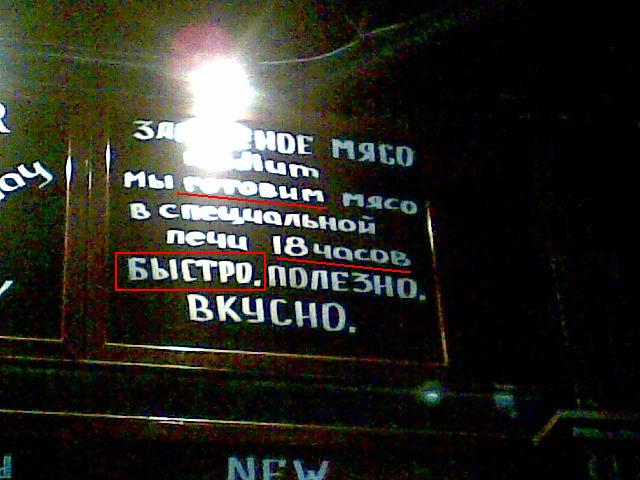 МЯСО
Мы готовим мясо
в специальной
печи 18 часов
БЫСТРО. ПОЛЕЗНО.
ВКУСНО.
NEW